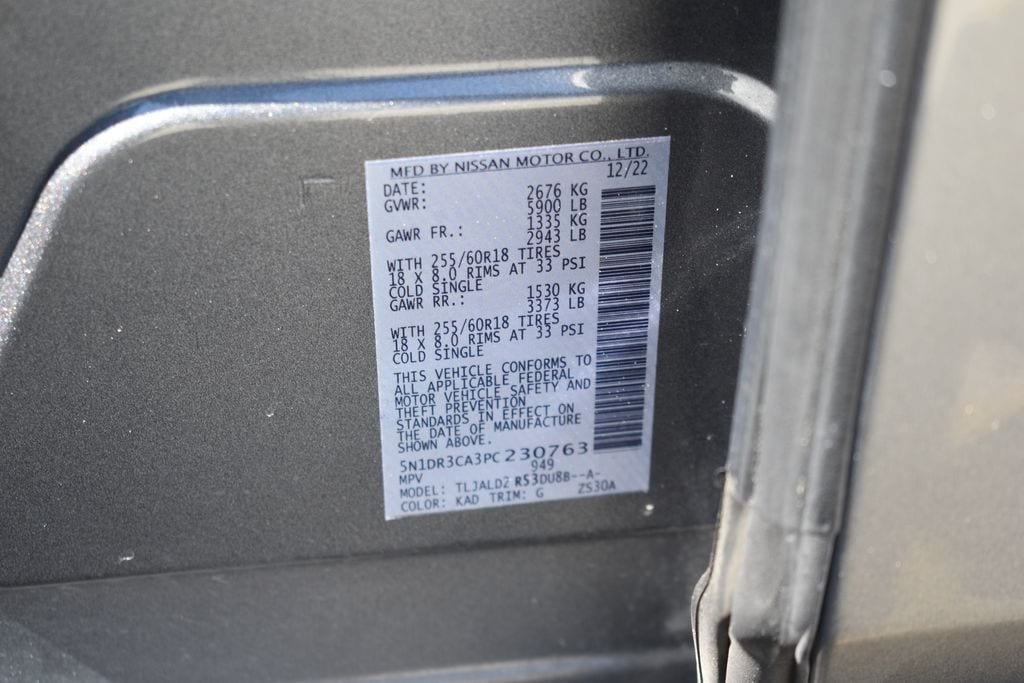 MFD BY NISSAN MOTOR CO., LTD.
DATE: 12/22
GVWR: 2676 KG
5900 LB
GAWR FR.: 1335 KG
2943 LB
WITH 255/60R18 TIRES
18 X 8.0 RIMS AT 33 PSI
COLD SINGLE
GAWR RR.: 1530 KG
3373 LB
WITH 255/60R18 TIRES
18 X 8.0 RIMS AT 33 PSI
COLD SINGLE
THIS VEHICLE CONFORMS TO
ALL APPLICABLE FEDERAL
MOTOR VEHICLE SAFETY AND
THEFT PREVENTION
STANDARDS IN EFFECT ON
THE DATE OF MANUFACTURE
SHOWN ABOVE.
5N1DR3CA3PC230763
MPV 949
MODEL: TLJALDZ R53DU8B--A-
COLOR: KAD TRIM: G ZS30A